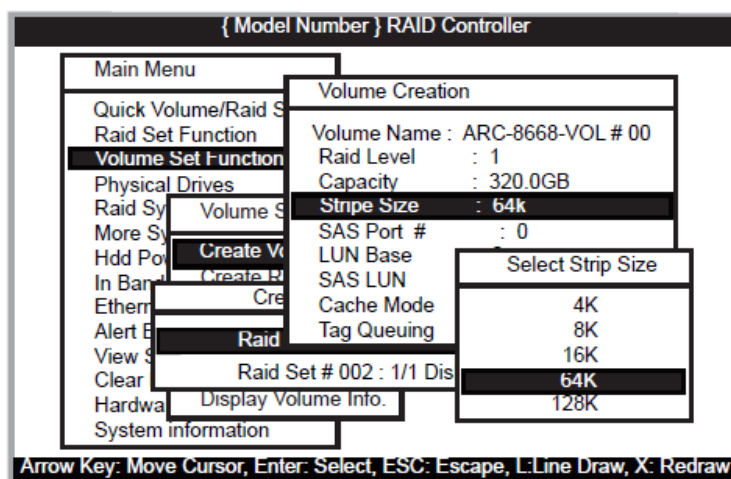 { Model Number } RAID Controller
Main Menu
Quick Volume/Raid S
Raid Set Function
Volume Set Function
Physical Drives
Raid Sy
More Sy
Hdd Po
In Ban
Ethern
Alert E
View S
Clear
Hardwa
System information
Volume S
Create Vo
Create R
Display Volume Info.
Cre
Raid
Raid Set # 002 : 1/1 Dis
Volume Creation
Volume Name : ARC-8668-VOL # 00
Raid Level : 1
Capacity : 320.0GB
Stripe Size : 64k
SAS Port # : 0
LUN Base
SAS LUN
Cache Mode
Tag Queuing
Select Strip Size
4K
8K
16K
64K
128K
Arrow Key: Move Cursor, Enter: Select, ESC: Escape, L:Line Draw, X: Redraw